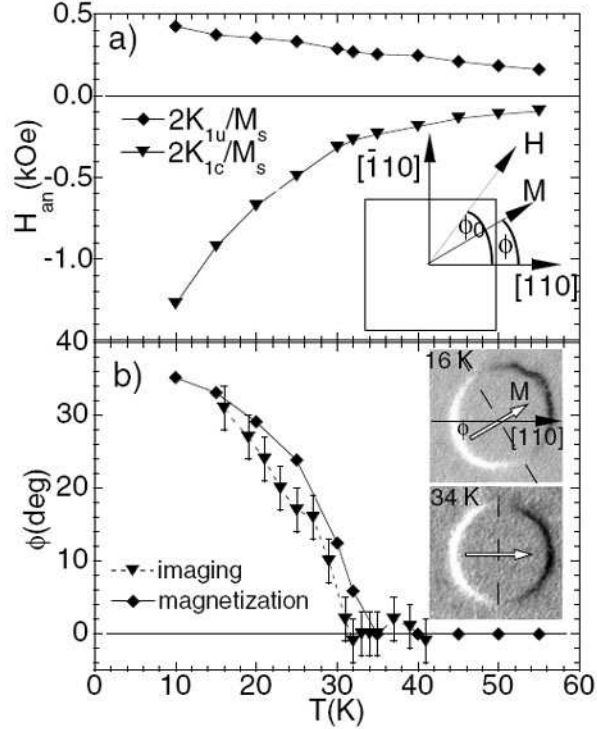 a)
0.5
0.0
-0.5
-1.0
H_an(kOe)
2K_1u/M_s
2K_1c/M_s
[1̄10]
H
M
ϕ_0
ϕ
[110]
b)
40
30
20
10
0
ϕ(deg)
imaging
magnetization
16 K
M
ϕ
[110]
34 K
0 10 20 30 40 50 60
T(K)